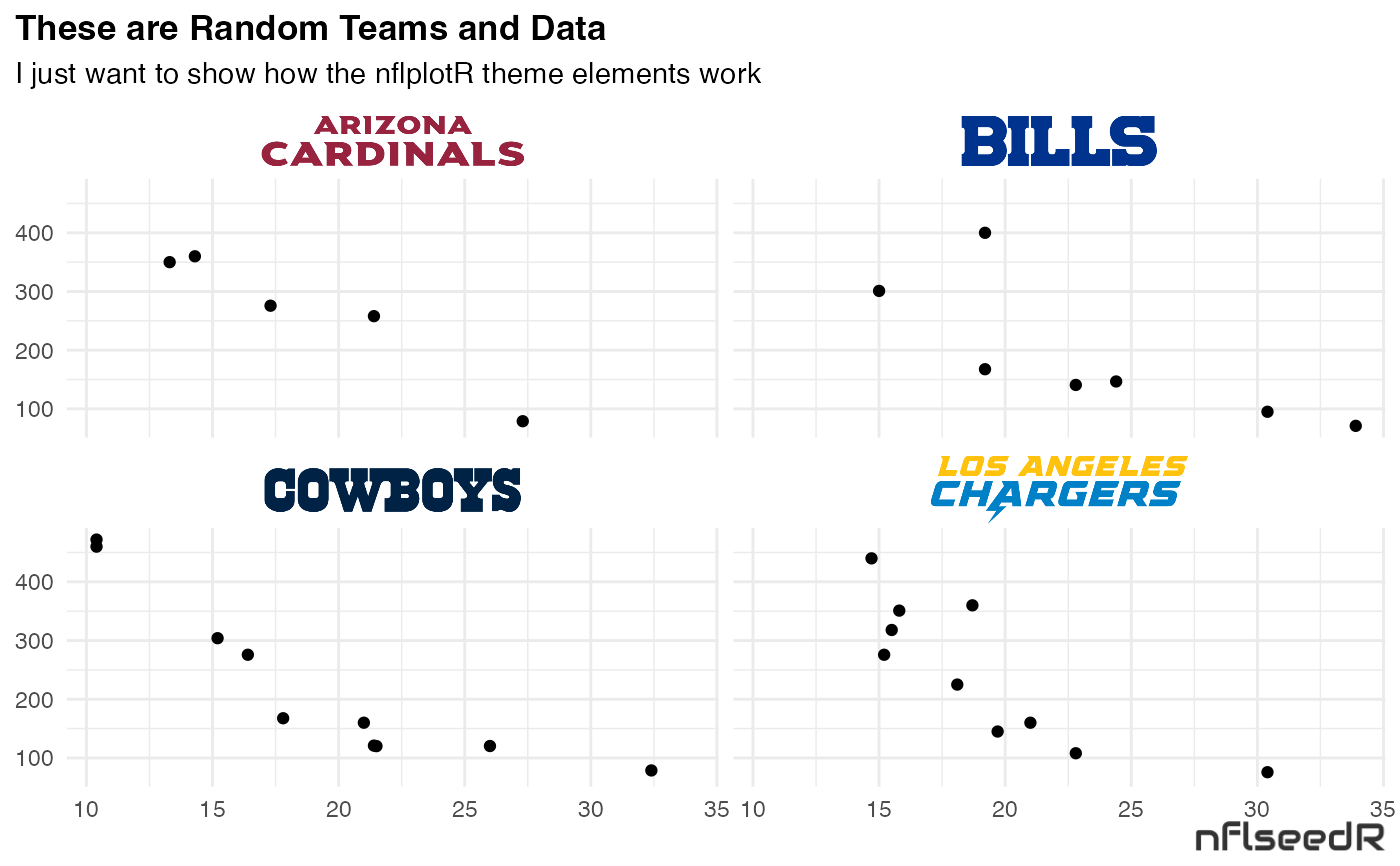 These are Random Teams and Data
I just want to show how the nflplotR theme elements work
ARIZONA
CARDINALS
BILLS
400
300
200
100
COWBOYS
LOS ANGELES
CHARGERS
400
300
200
100
10 15 20 25 30 35 10 15 20 25 30 35
nflseedR